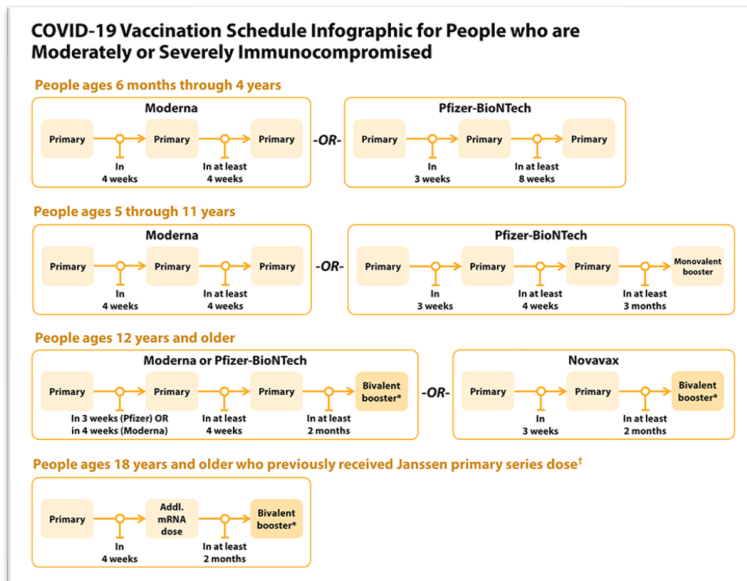 COVID-19 Vaccination Schedule Infographic for People who are
Moderately or Severely Immunocompromised
People ages 6 months through 4 years
Moderna
Primary
In
4 weeks
Primary
In at least
4 weeks
Primary
-OR-
Pfizer-BioNTech
Primary
In
3 weeks
Primary
In at least
8 weeks
Primary
People ages 5 through 11 years
Moderna
Primary
In
4 weeks
Primary
In at least
4 weeks
Primary
-OR-
Pfizer-BioNTech
Primary
In
3 weeks
Primary
In at least
4 weeks
Primary
In at least
3 months
Monovalent
booster
People ages 12 years and older
Moderna or Pfizer-BioNTech
Primary
In 3 weeks (Pfizer) OR
in 4 weeks (Moderna)
Primary
In at least
4 weeks
Primary
In at least
2 months
Bivalent
booster*
-OR-
Novavax
Primary
In
3 weeks
Primary
In at least
2 months
Bivalent
booster*
People ages 18 years and older who previously received Janssen primary series dose†
Primary
In
4 weeks
Addl.
mRNA
dose
In at least
2 months
Bivalent
booster*